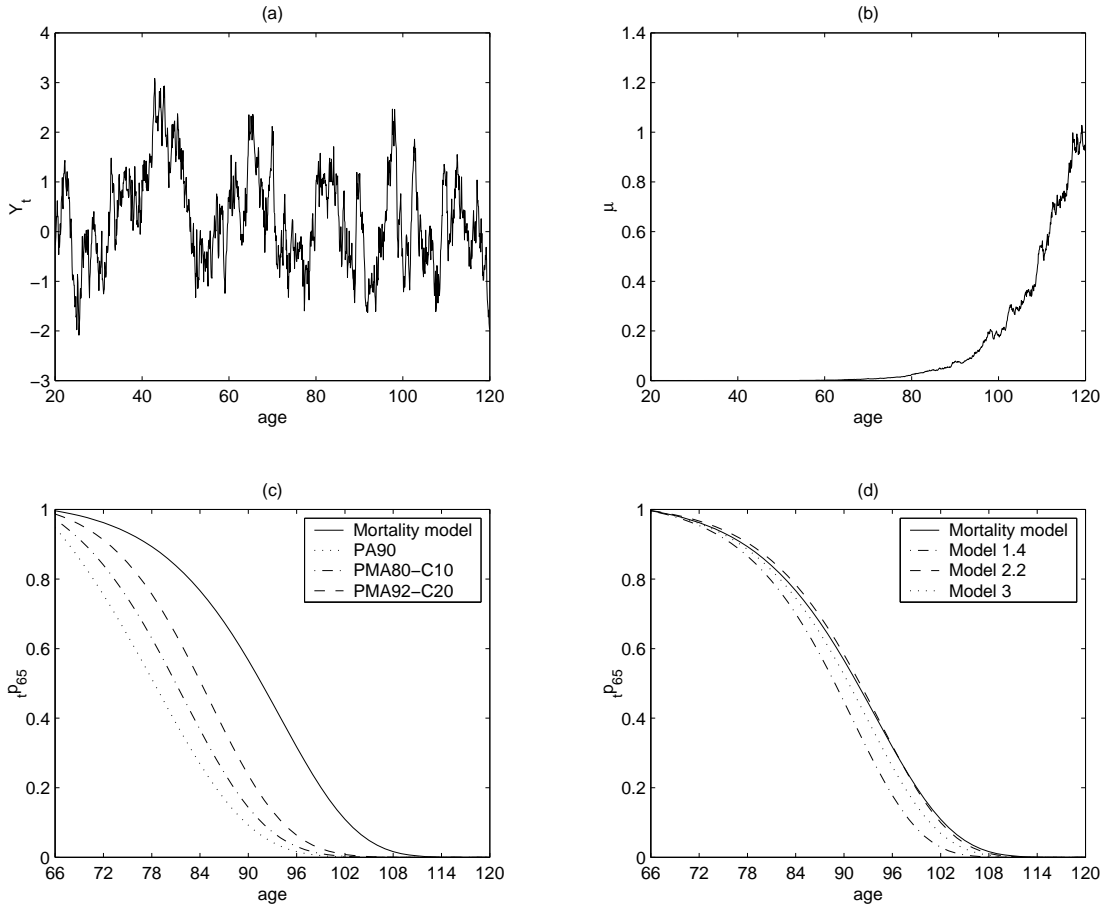 (a)
4
3
2
1
0
−1
−2
−3
Y_t
20 40 60 80 100 120
age
(b)
1.4
1.2
1
0.8
0.6
0.4
0.2
0
μ
20 40 60 80 100 120
age
(c)
1
0.8
0.6
0.4
0.2
0
tp65
Mortality model
PA90
PMA80−C10
PMA92−C20
66 72 78 84 90 96 102 108 114 120
age
(d)
1
0.8
0.6
0.4
0.2
0
tp65
Mortality model
Model 1.4
Model 2.2
Model 3
66 72 78 84 90 96 102 108 114 120
age